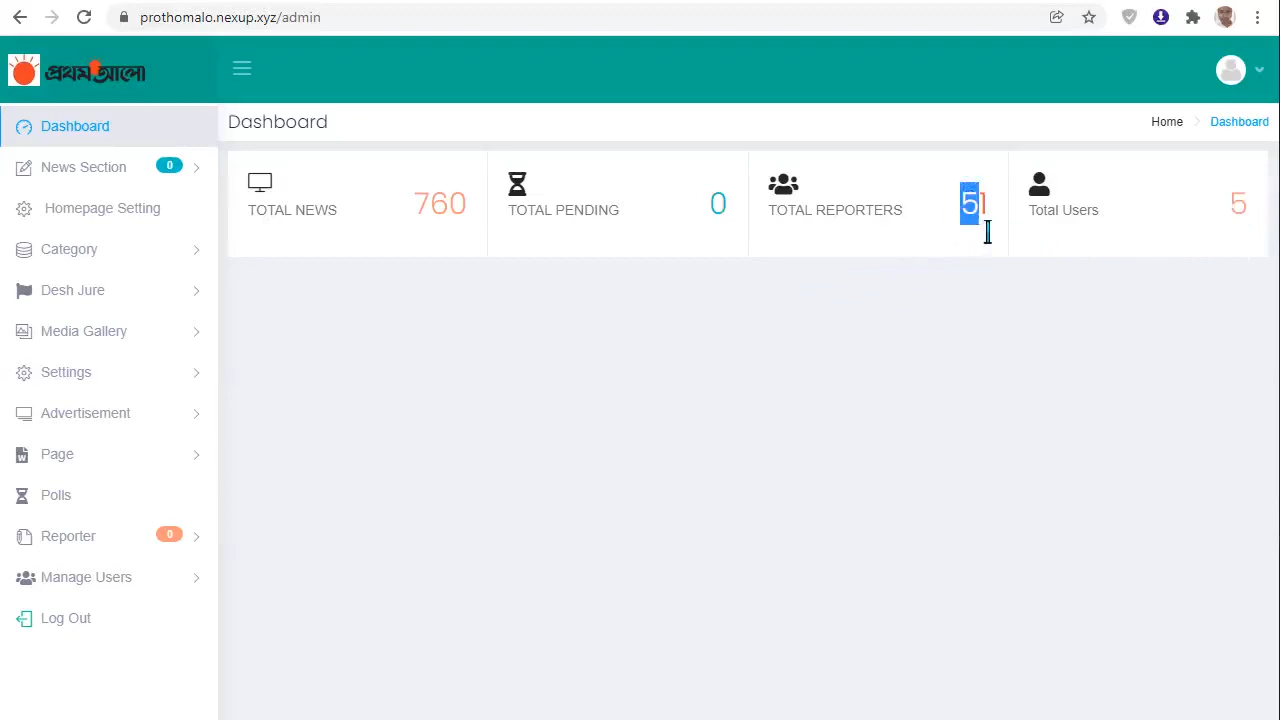 prothomalo.nexup.xyz/admin
প্রথম আলো
Dashboard
Home
Dashboard
Dashboard
News Section 0
Homepage Setting
Category
Desh Jure
Media Gallery
Settings
Advertisement
Page
Polls
Reporter 0
Manage Users
Log Out
TOTAL NEWS 760
TOTAL PENDING 0
TOTAL REPORTERS 51
Total Users 5